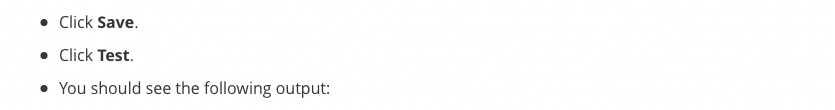 • Click Save.
• Click Test.
• You should see the following output: